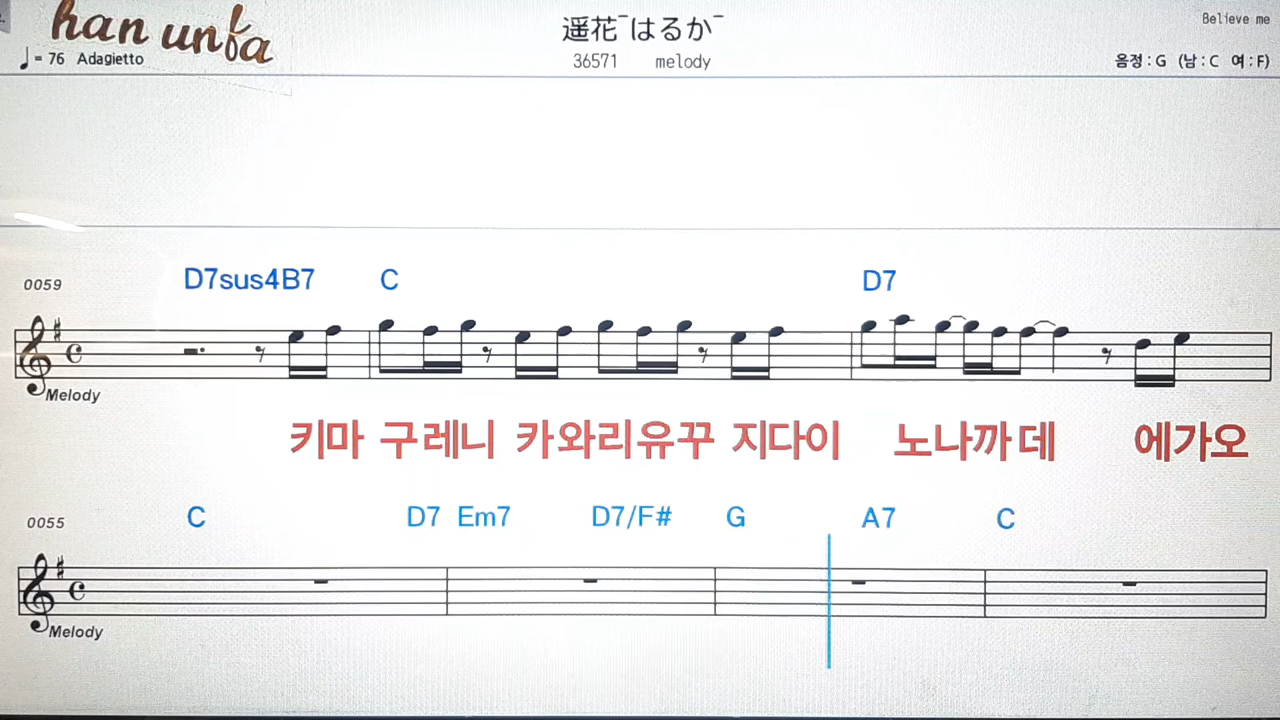 han unfa
遥花‾はるか‾
Believe me
♩= 76 Adagietto
36571 melody
음정 : G (남 : C 여 : F)
0059
D7sus4B7 C D7
Melody
키마 구레니 카와리유꾸 지다이 노나까데 에가오
0055
C D7 Em7 D7/F# G A7 C
Melody